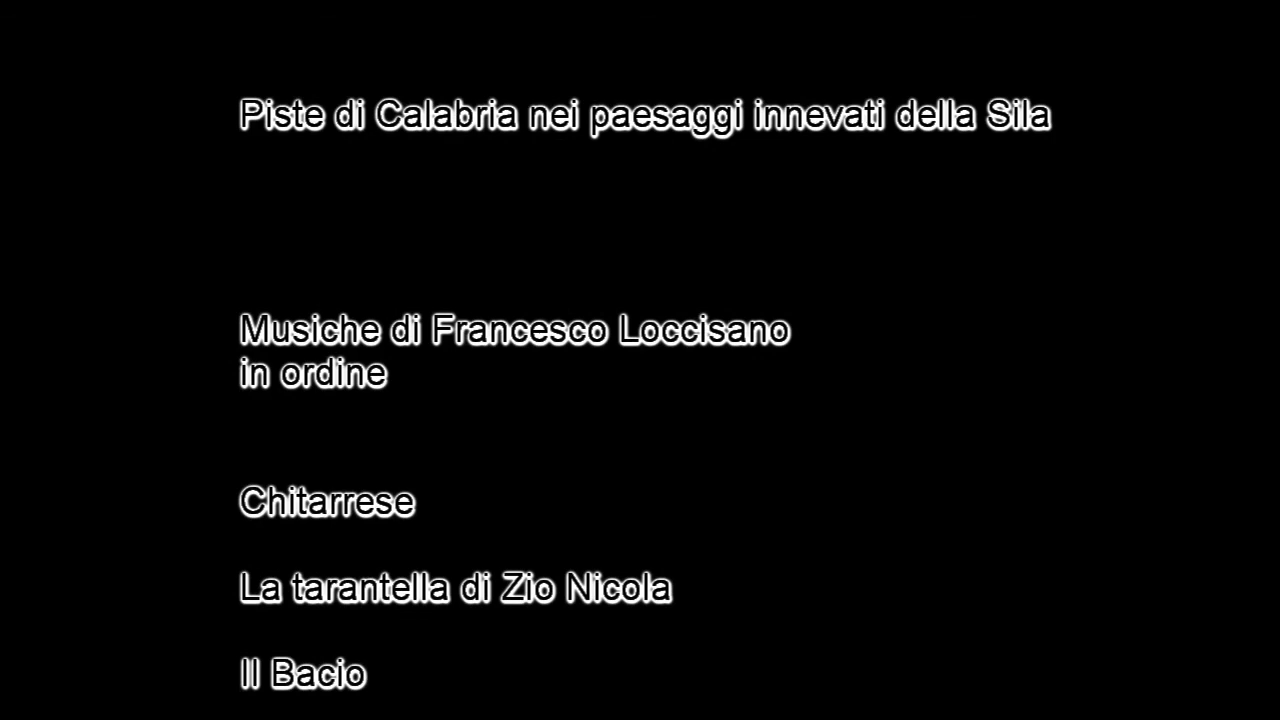 Piste di Calabria nei paesaggi innevati della Sila
Musiche di Francesco Loccisano
in ordine
Chitarrese
La tarantella di Zio Nicola
Il Bacio